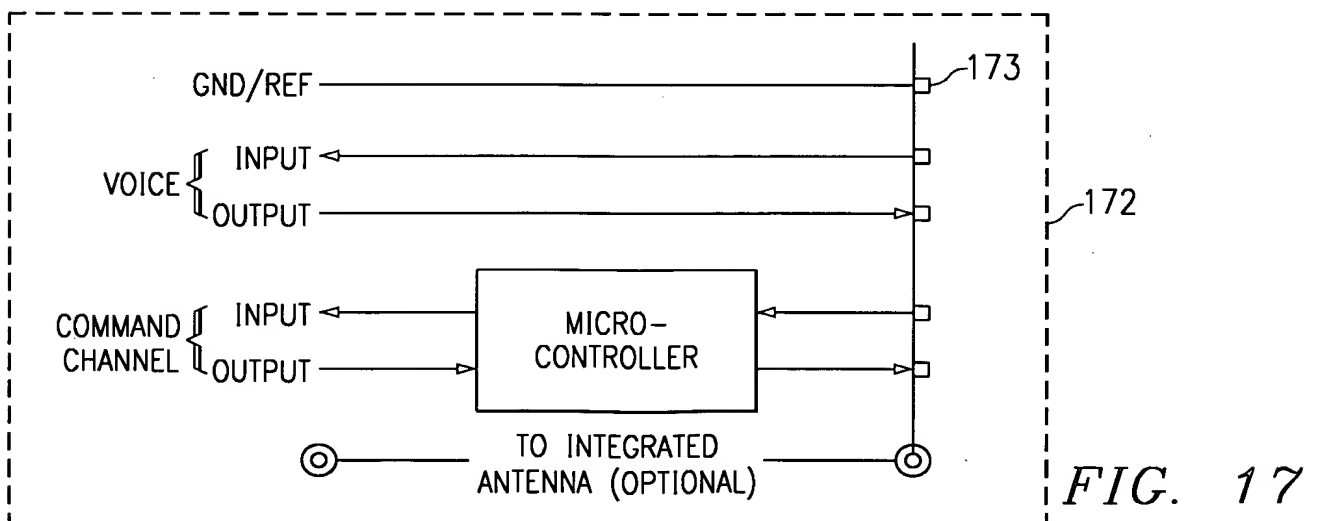 GND/REF
173
VOICE
INPUT
OUTPUT
172
COMMAND
CHANNEL
INPUT
OUTPUT
MICRO-
CONTROLLER
TO INTEGRATED
ANTENNA (OPTIONAL)
FIG. 17